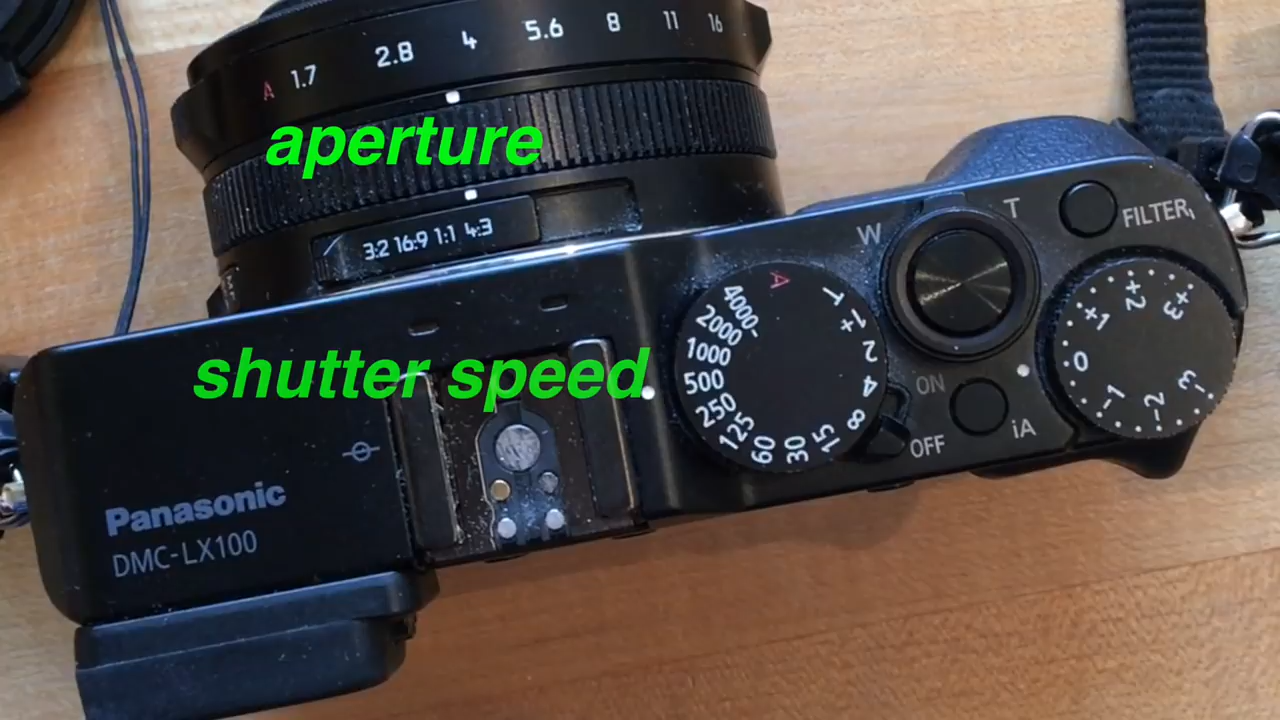 A 1.7 2.8 4 5.6 8 11 16
aperture
3:2 16:9 1:1 4:3
shutter speed
A
4000-
2000
1000
500
250
125
60
30
15
8
4
2
1+
T
W T
FILTER
ON
OFF
iA
+3
+2
+1
0
-1
-2
-3
Panasonic
DMC-LX100